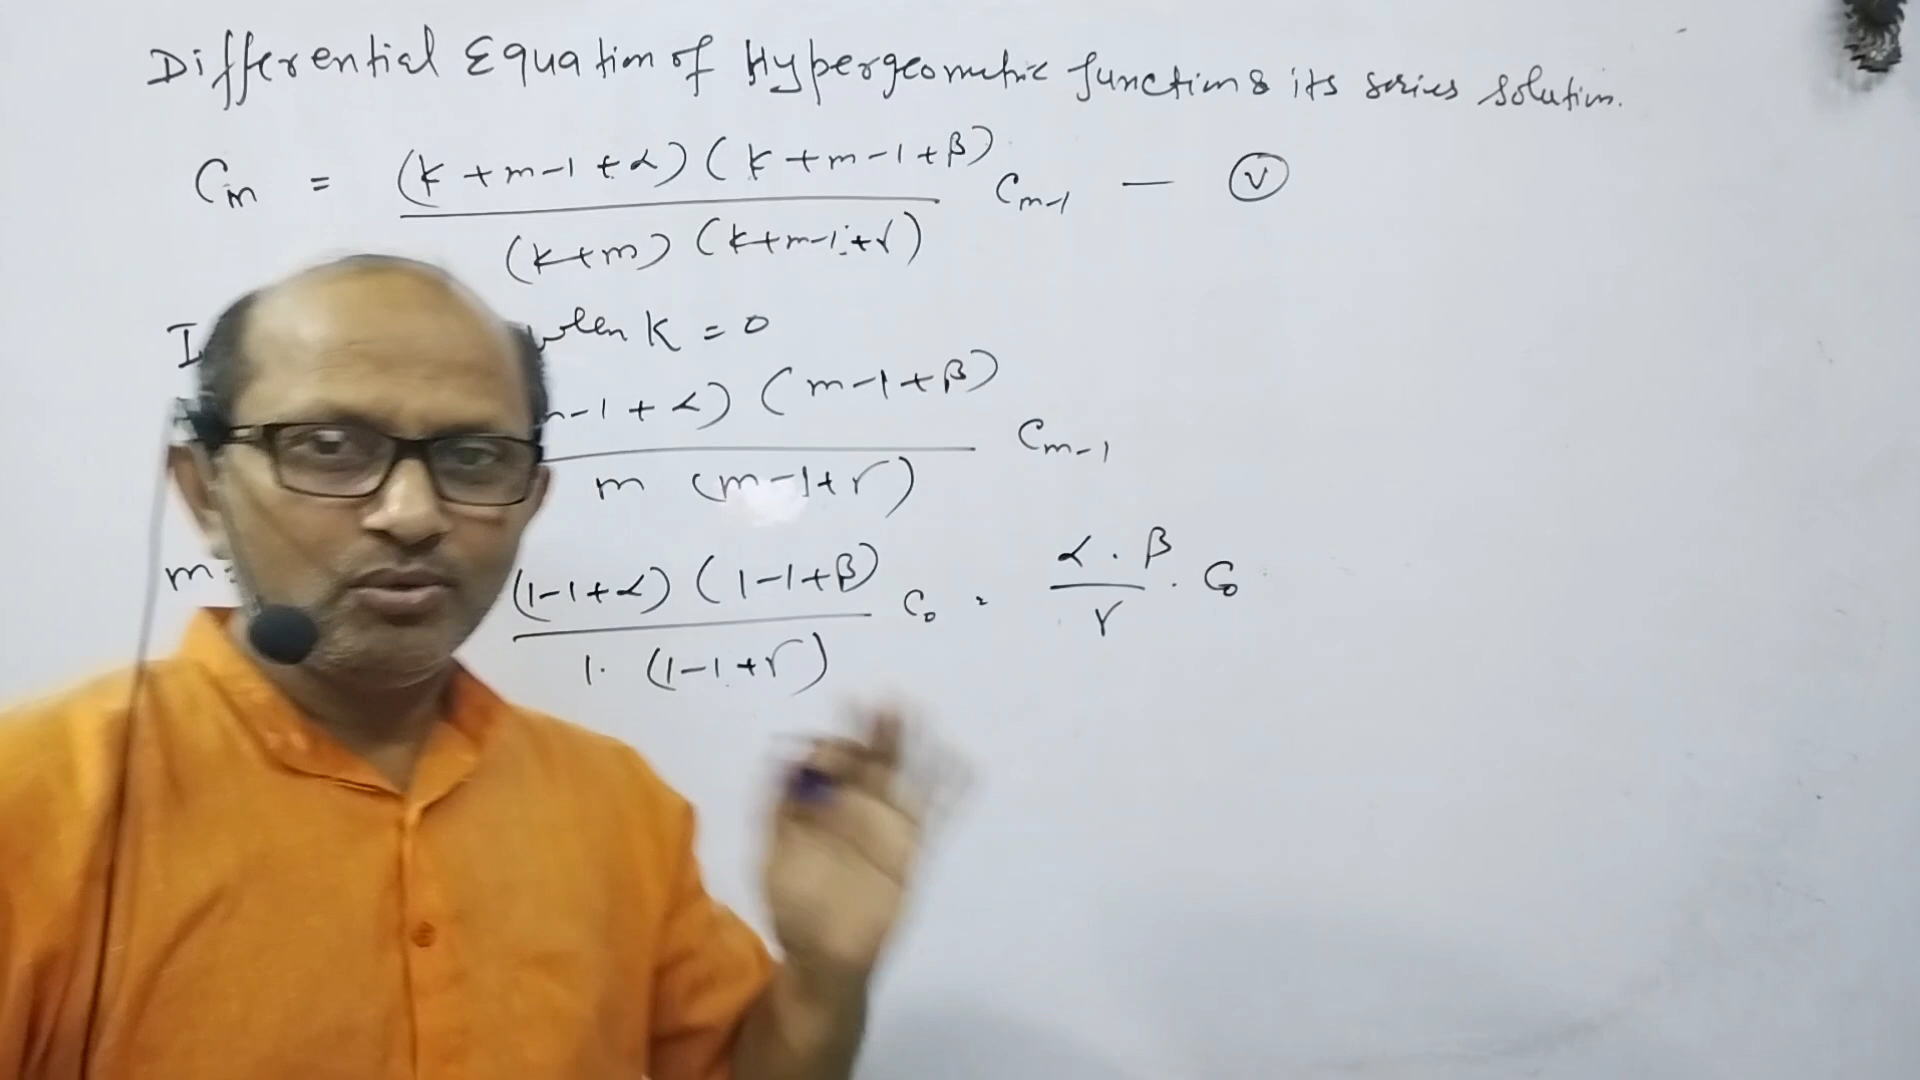 Differential Equation of Hypergeometric function & its series solution.
Cm = (k+m-1+α)(k+m-1+β) / (k+m)(k+m-1+γ) Cm-1 — (V)
I when K = 0
m-1+α)(m-1+β) / m (m-1+γ) Cm-1
m= (1-1+α)(1-1+β) / 1. (1-1+γ) C0 = α . β / γ . C0